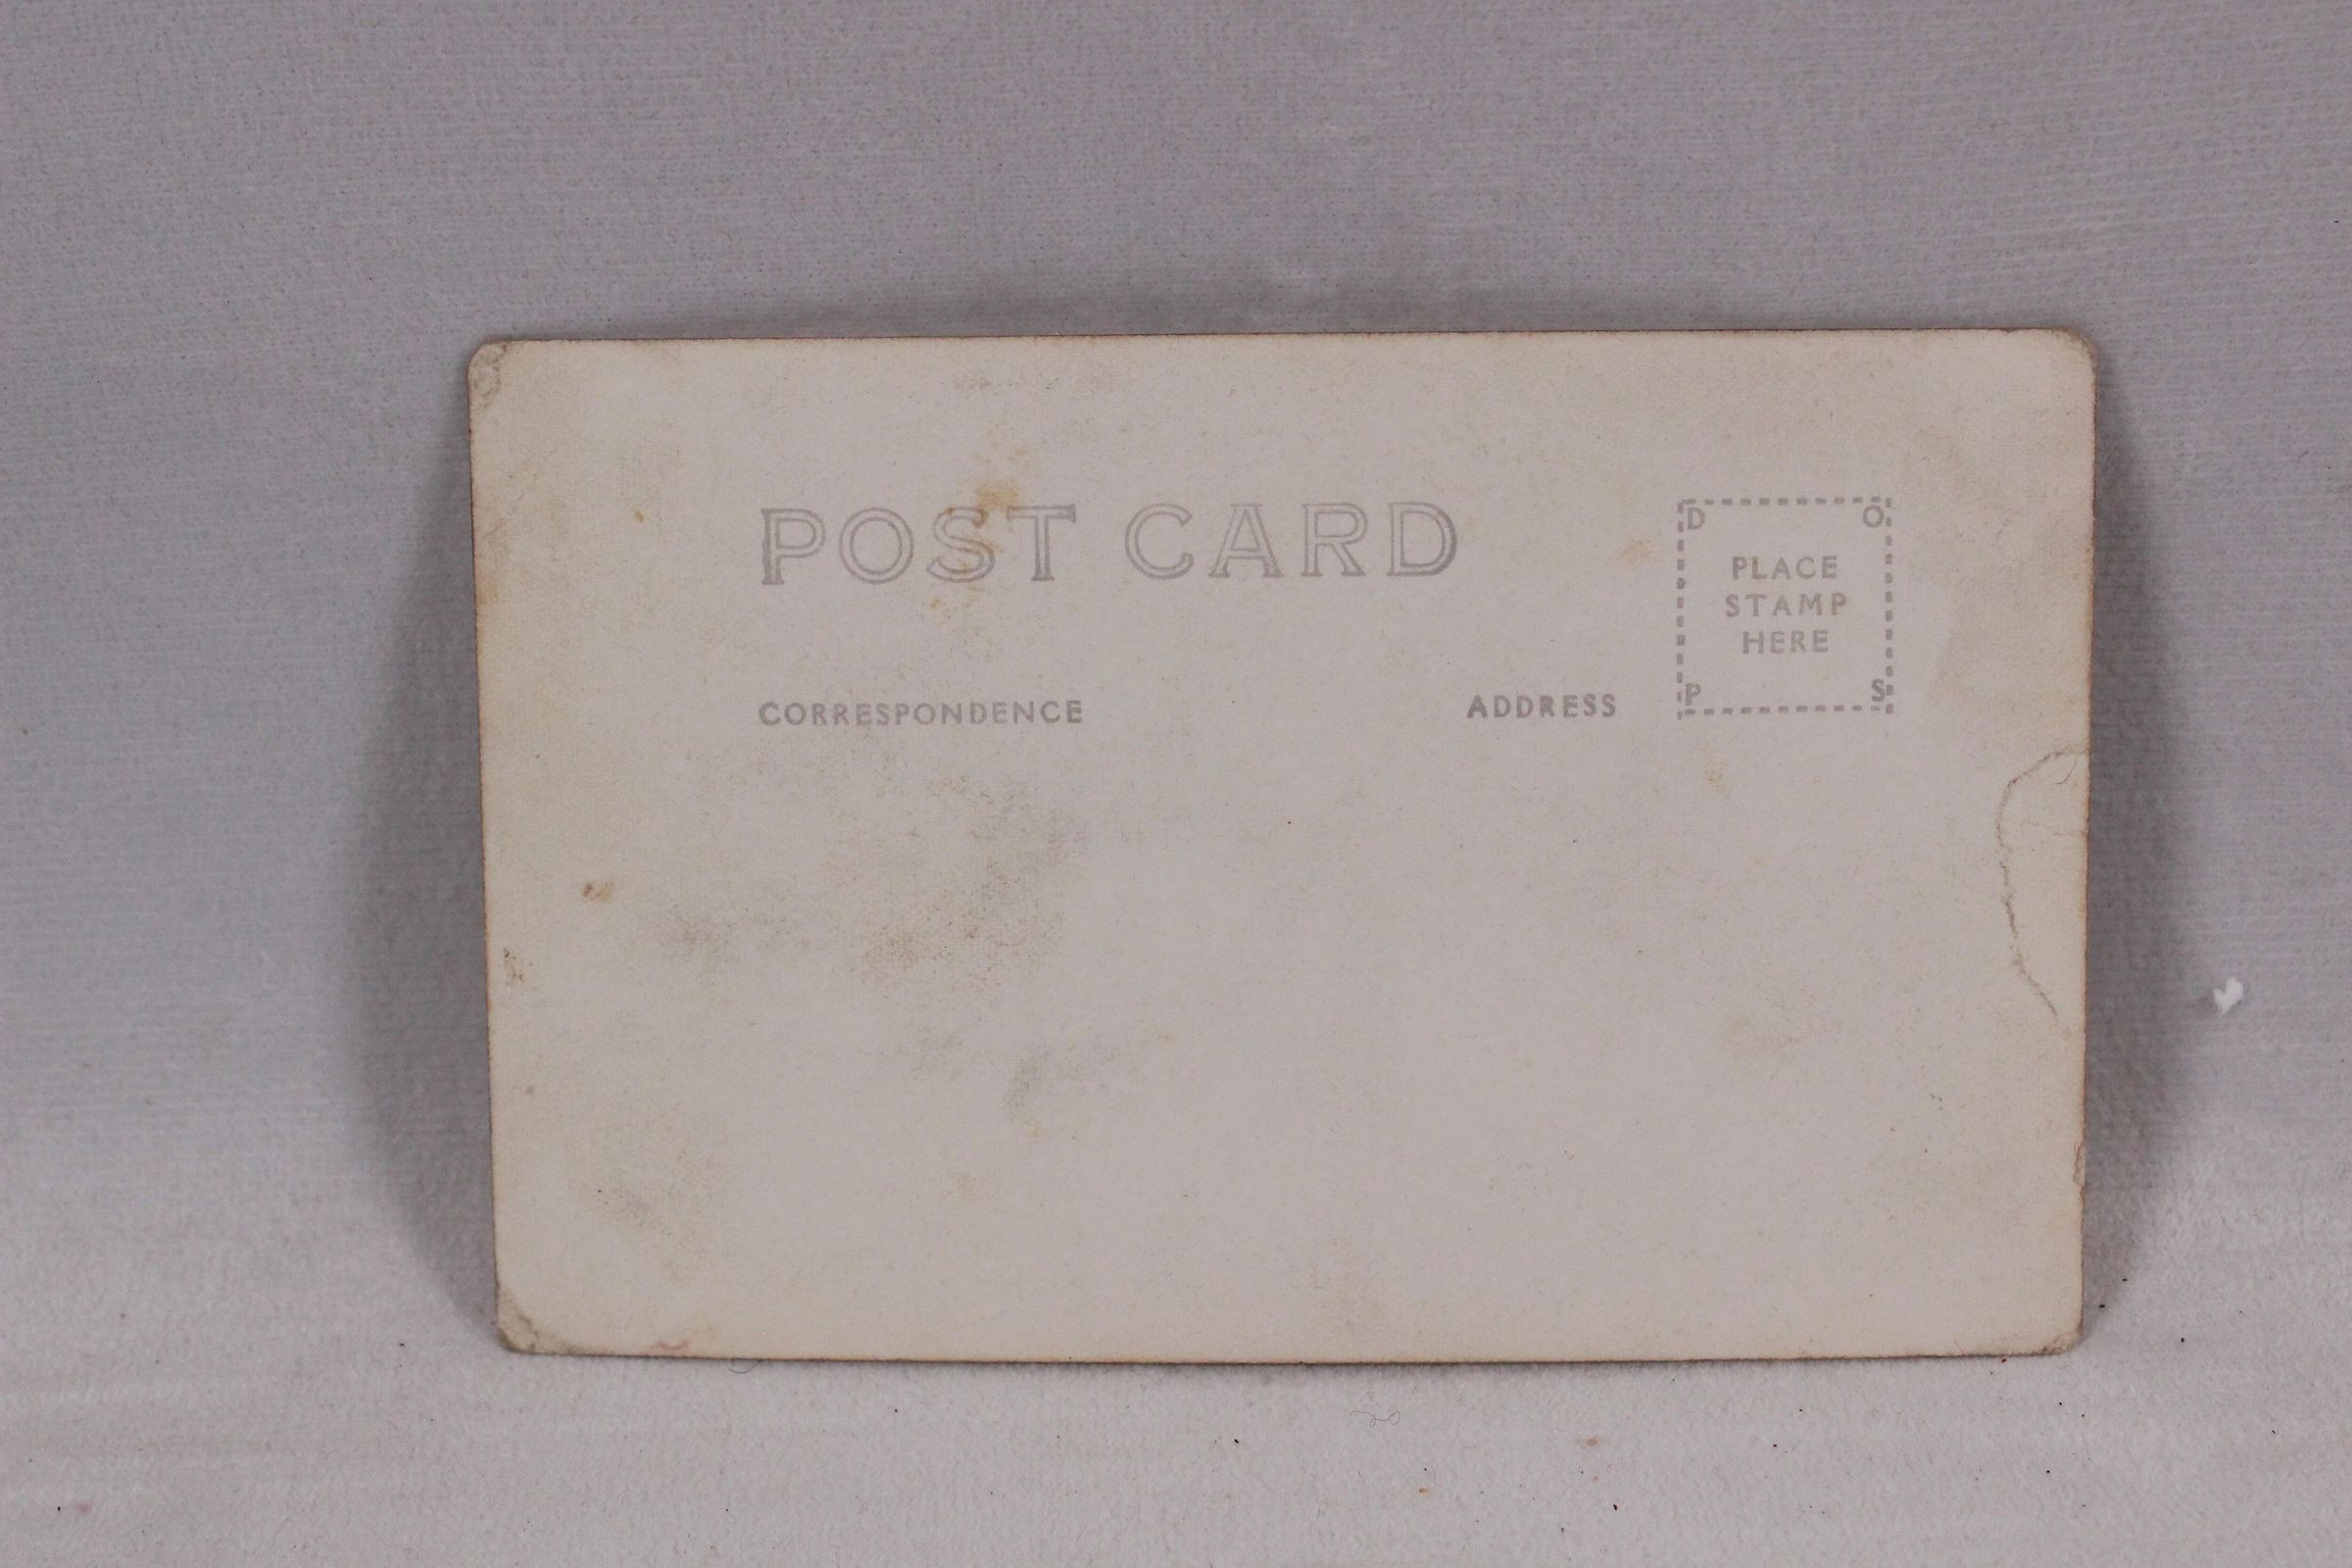 POST CARD
D O
PLACE
STAMP
HERE
P S
CORRESPONDENCE ADDRESS